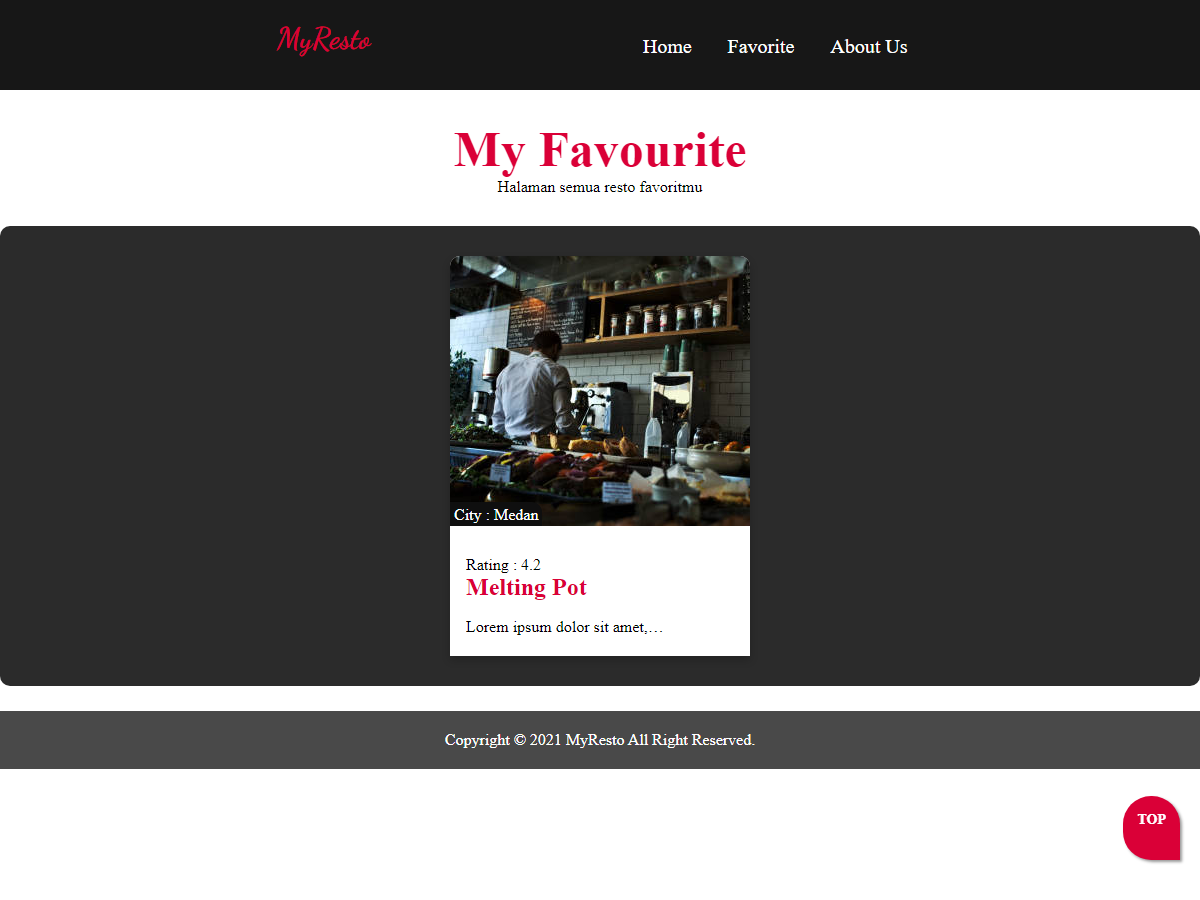 MyResto
Home Favorite About Us
My Favourite
Halaman semua resto favoritmu
City : Medan
Rating : 4.2
Melting Pot
Lorem ipsum dolor sit amet,…
Copyright © 2021 MyResto All Right Reserved.
TOP